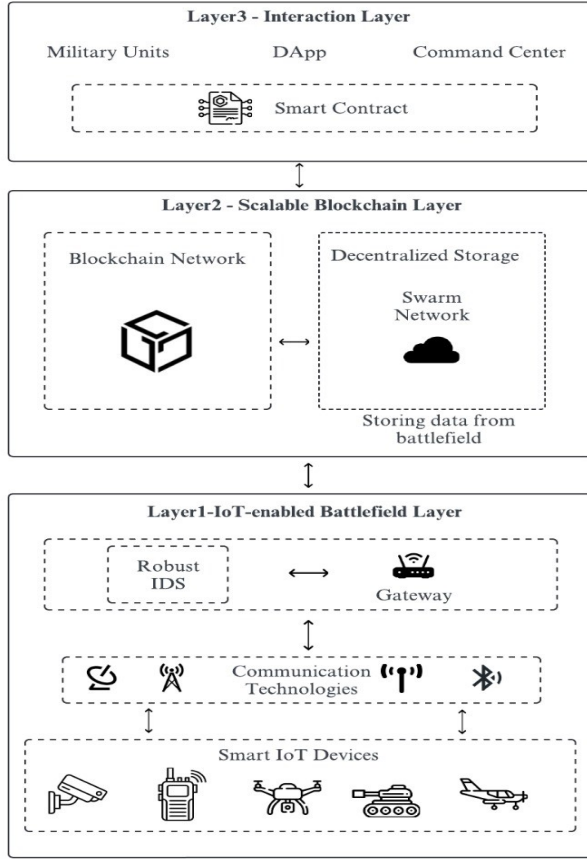 Layer3 - Interaction Layer
Military Units
DApp
Command Center
Smart Contract
Layer2 - Scalable Blockchain Layer
Blockchain Network
Decentralized Storage
Swarm
Network
Storing data from
battlefield
Layer1-IoT-enabled Battlefield Layer
Robust
IDS
Gateway
Communication
Technologies
Smart IoT Devices